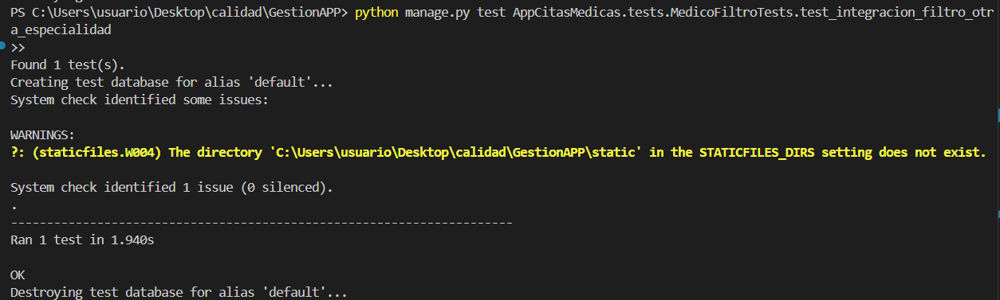 PS C:\Users\usuario\Desktop\calidad\GestionAPP> python manage.py test AppCitasMedicas.tests.MedicoFiltroTests.test_integracion_filtro_otr
a_especialidad
>>
Found 1 test(s).
Creating test database for alias 'default'...
System check identified some issues:

WARNINGS:
?: (staticfiles.W004) The directory 'C:\Users\usuario\Desktop\calidad\GestionAPP\static' in the STATICFILES_DIRS setting does not exist.

System check identified 1 issue (0 silenced).
.
----------------------------------------------------------------------
Ran 1 test in 1.940s

OK
Destroying test database for alias 'default'...